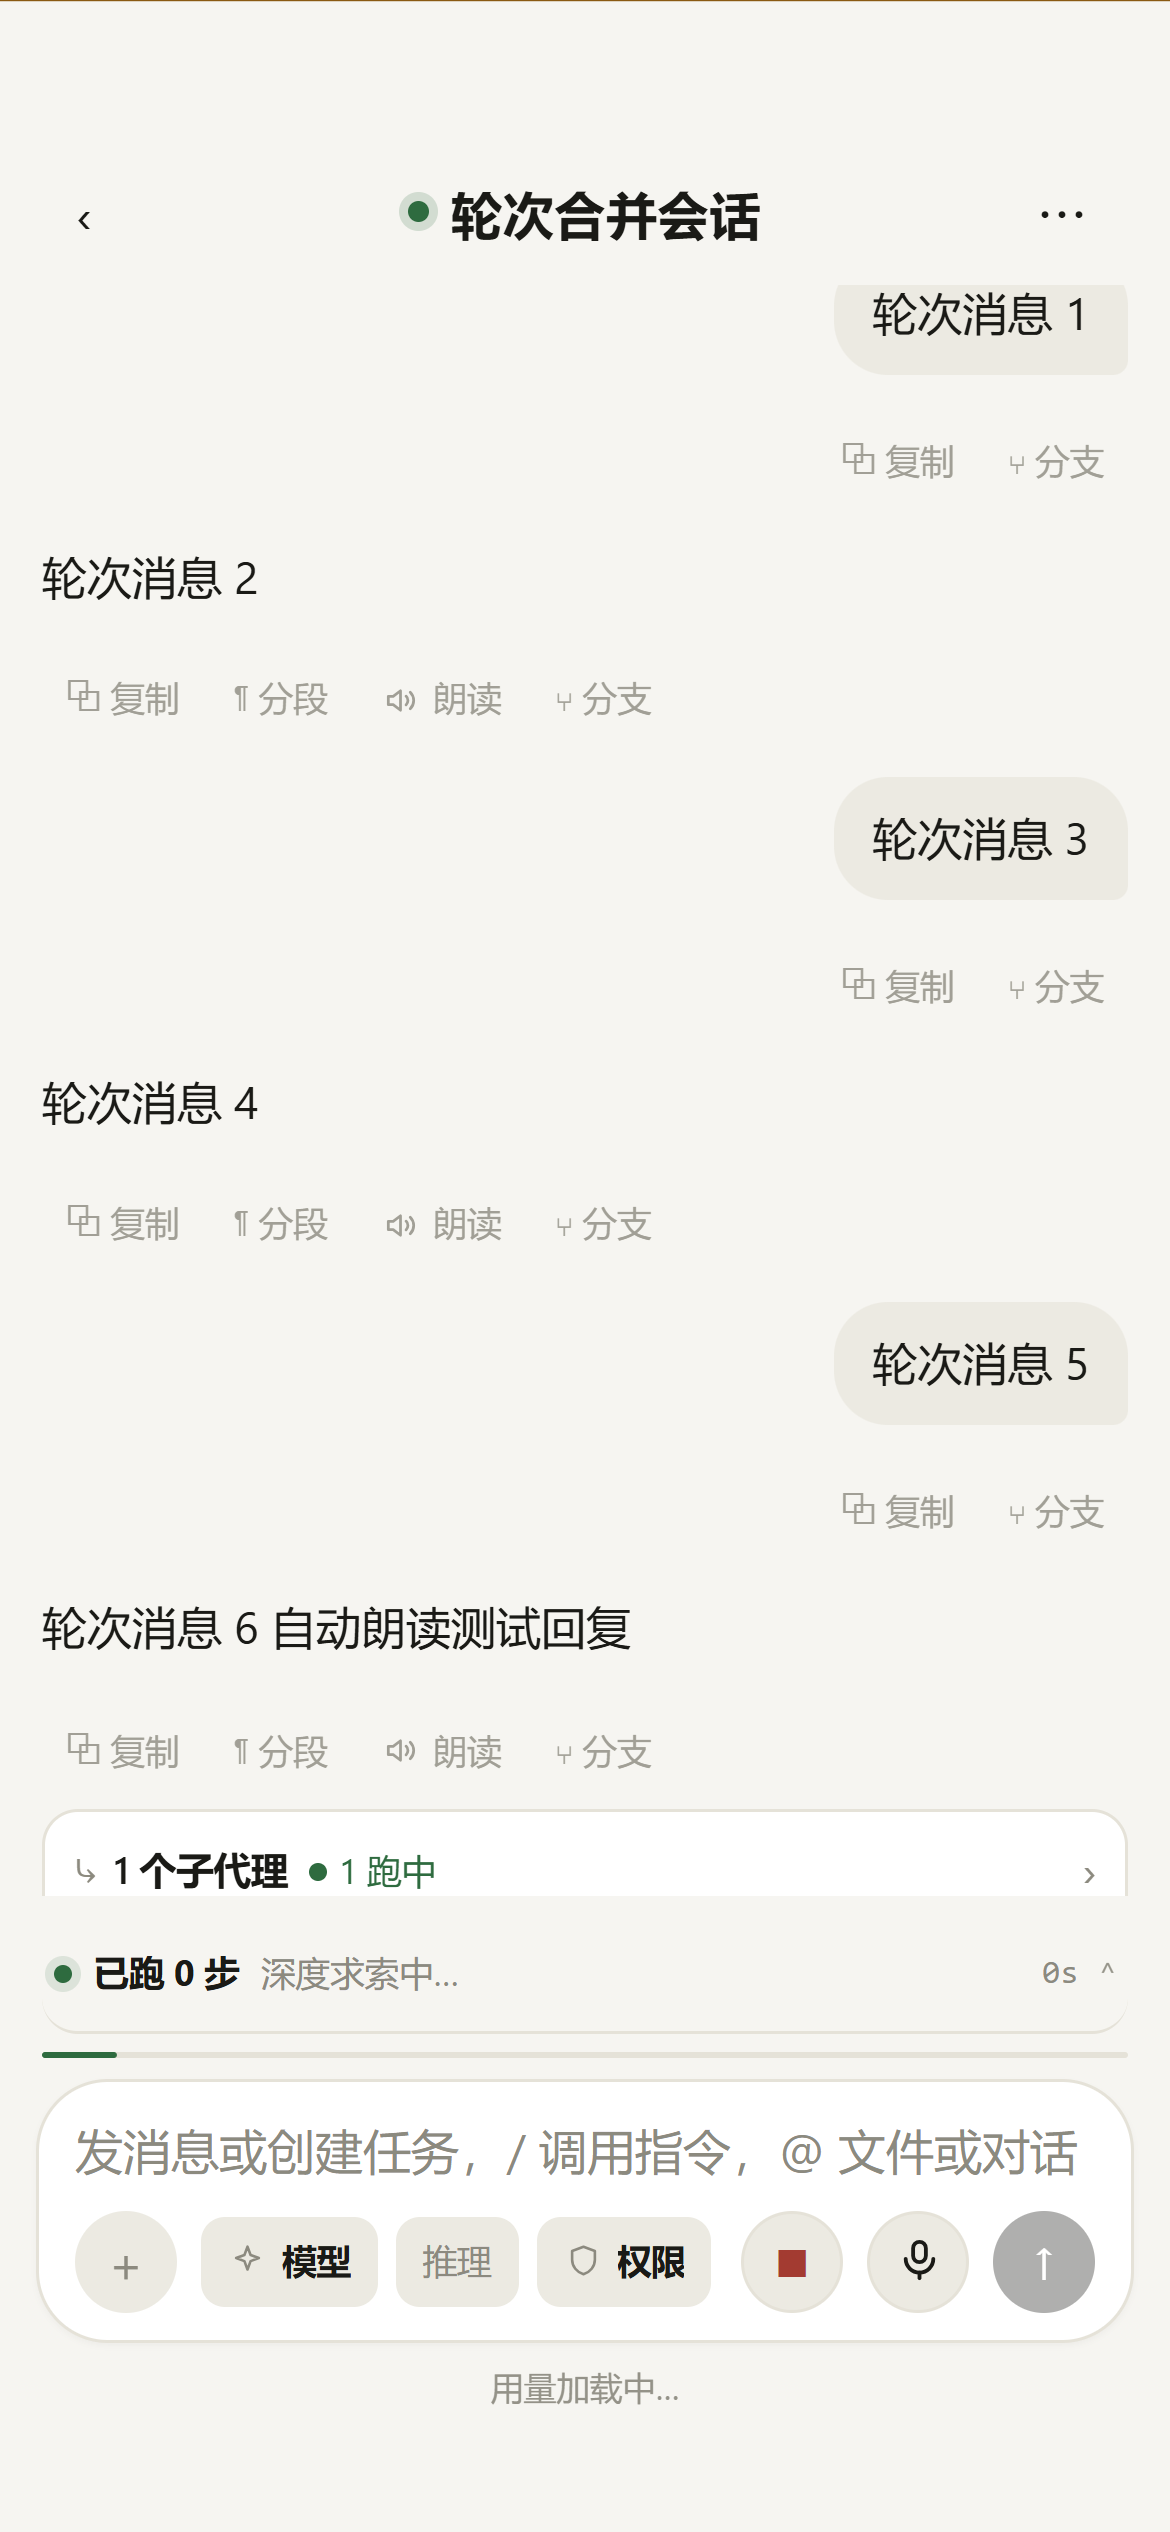 ‹ 轮次合并会话 ···
轮次消息 1
复制 分支
轮次消息 2
复制 ¶ 分段 朗读 分支
轮次消息 3
复制 分支
轮次消息 4
复制 ¶ 分段 朗读 分支
轮次消息 5
复制 分支
轮次消息 6 自动朗读测试回复
复制 ¶ 分段 朗读 分支
1 个子代理 1 跑中 ›
已跑 0 步 深度求索中... 0s ^
发消息或创建任务，/ 调用指令，@ 文件或对话
+ 模型 推理 权限 ↑
用量加载中...